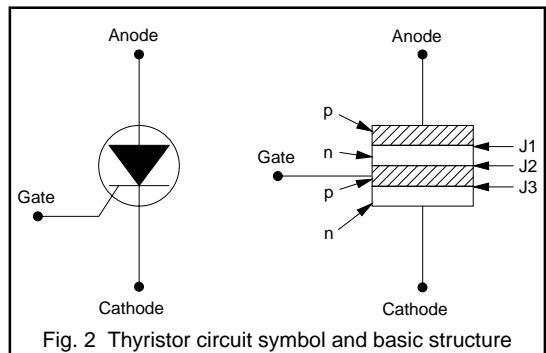 Anode
Gate
Cathode
Anode
p
n
Gate
p
n
J1
J2
J3
Cathode
Fig. 2 Thyristor circuit symbol and basic structure